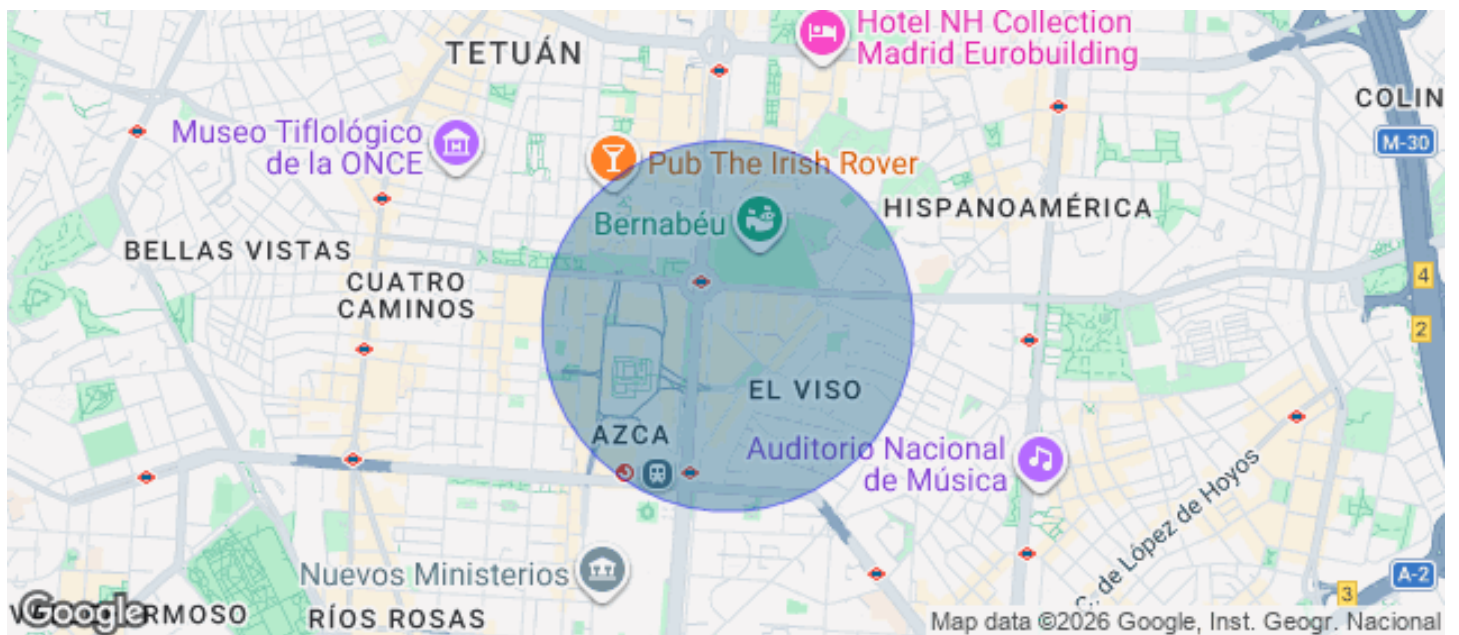 Hotel NH Collection
Madrid Eurobuilding
TETUÁN
COLIN
Museo Tiflológico
de la ONCE
M-30
Pub The Irish Rover
HISPANOAMÉRICA
Bernabéu
BELLAS VISTAS
CUATRO
CAMINOS
4
2
EL VISO
AZCA
Auditorio Nacional
de Música
C. de López de Hoyos
Nuevos Ministerios
A-2
3
Google
RMOSO
RÍOS ROSAS
Map data ©2026 Google, Inst. Geogr. Nacional